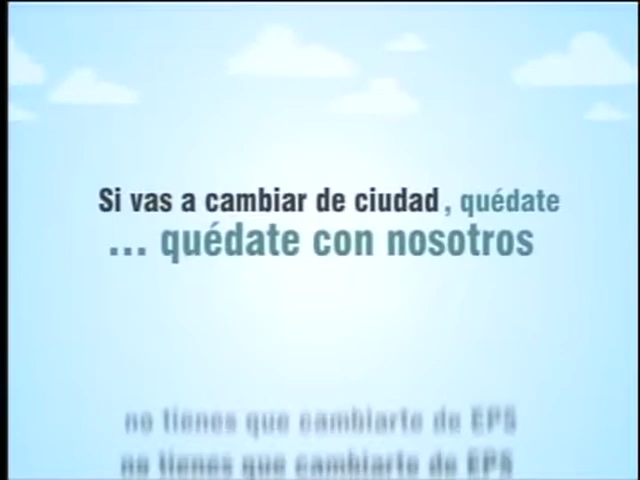 Si vas a cambiar de ciudad, quédate
... quédate con nosotros
no tienes que cambiarte de EPS
no tienes que cambiarte de EPS